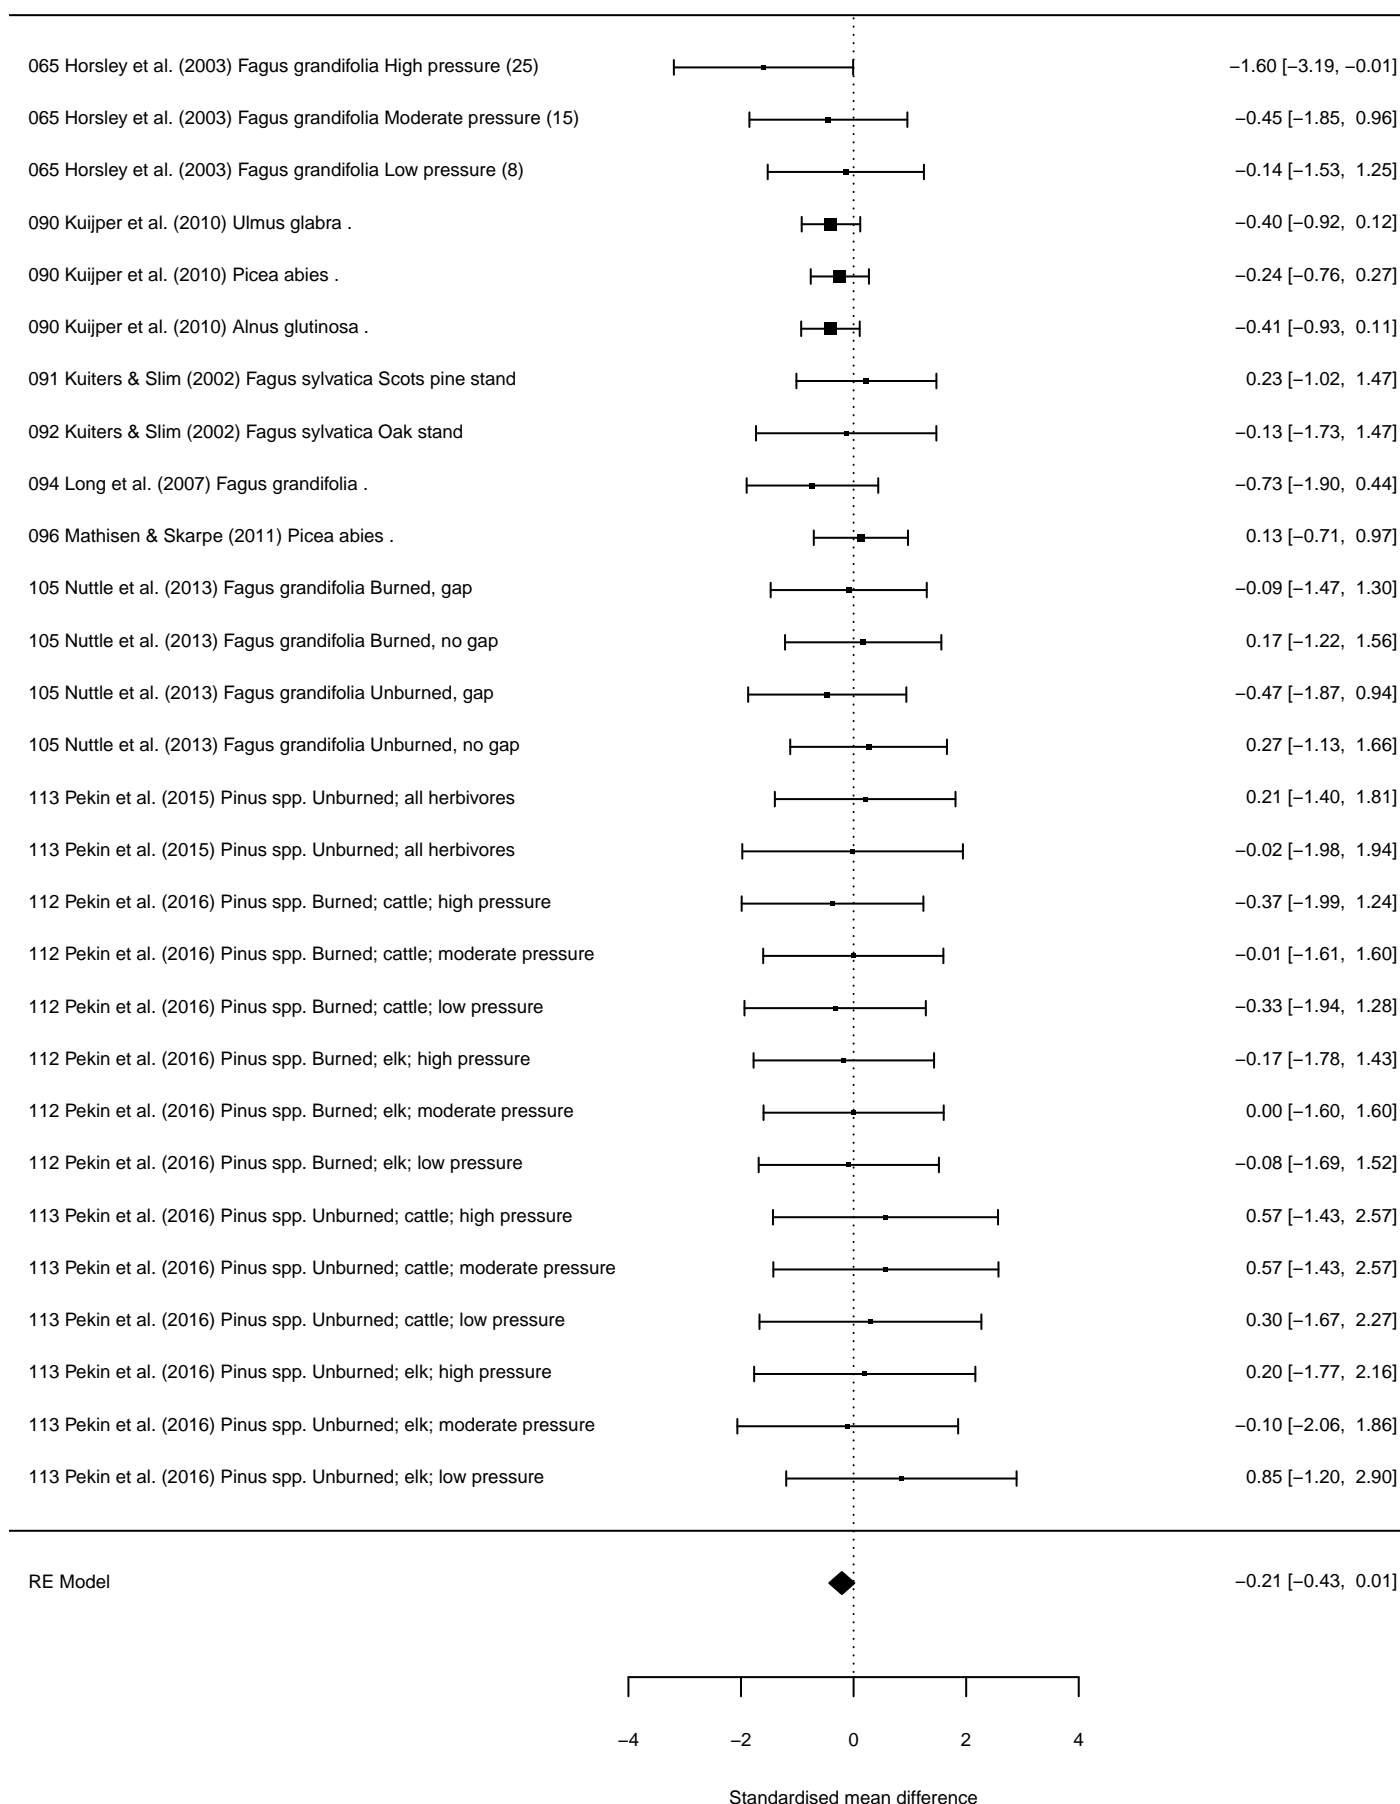 065 Horsley et al. (2003) Fagus grandifolia High pressure (25) −1.60 [−3.19, −0.01]
065 Horsley et al. (2003) Fagus grandifolia Moderate pressure (15) −0.45 [−1.85, 0.96]
065 Horsley et al. (2003) Fagus grandifolia Low pressure (8) −0.14 [−1.53, 1.25]
090 Kuijper et al. (2010) Ulmus glabra . −0.40 [−0.92, 0.12]
090 Kuijper et al. (2010) Picea abies . −0.24 [−0.76, 0.27]
090 Kuijper et al. (2010) Alnus glutinosa . −0.41 [−0.93, 0.11]
091 Kuiters & Slim (2002) Fagus sylvatica Scots pine stand 0.23 [−1.02, 1.47]
092 Kuiters & Slim (2002) Fagus sylvatica Oak stand −0.13 [−1.73, 1.47]
094 Long et al. (2007) Fagus grandifolia . −0.73 [−1.90, 0.44]
096 Mathisen & Skarpe (2011) Picea abies . 0.13 [−0.71, 0.97]
105 Nuttle et al. (2013) Fagus grandifolia Burned, gap −0.09 [−1.47, 1.30]
105 Nuttle et al. (2013) Fagus grandifolia Burned, no gap 0.17 [−1.22, 1.56]
105 Nuttle et al. (2013) Fagus grandifolia Unburned, gap −0.47 [−1.87, 0.94]
105 Nuttle et al. (2013) Fagus grandifolia Unburned, no gap 0.27 [−1.13, 1.66]
113 Pekin et al. (2015) Pinus spp. Unburned; all herbivores 0.21 [−1.40, 1.81]
113 Pekin et al. (2015) Pinus spp. Unburned; all herbivores −0.02 [−1.98, 1.94]
112 Pekin et al. (2016) Pinus spp. Burned; cattle; high pressure −0.37 [−1.99, 1.24]
112 Pekin et al. (2016) Pinus spp. Burned; cattle; moderate pressure −0.01 [−1.61, 1.60]
112 Pekin et al. (2016) Pinus spp. Burned; cattle; low pressure −0.33 [−1.94, 1.28]
112 Pekin et al. (2016) Pinus spp. Burned; elk; high pressure −0.17 [−1.78, 1.43]
112 Pekin et al. (2016) Pinus spp. Burned; elk; moderate pressure 0.00 [−1.60, 1.60]
112 Pekin et al. (2016) Pinus spp. Burned; elk; low pressure −0.08 [−1.69, 1.52]
113 Pekin et al. (2016) Pinus spp. Unburned; cattle; high pressure 0.57 [−1.43, 2.57]
113 Pekin et al. (2016) Pinus spp. Unburned; cattle; moderate pressure 0.57 [−1.43, 2.57]
113 Pekin et al. (2016) Pinus spp. Unburned; cattle; low pressure 0.30 [−1.67, 2.27]
113 Pekin et al. (2016) Pinus spp. Unburned; elk; high pressure 0.20 [−1.77, 2.16]
113 Pekin et al. (2016) Pinus spp. Unburned; elk; moderate pressure −0.10 [−2.06, 1.86]
113 Pekin et al. (2016) Pinus spp. Unburned; elk; low pressure 0.85 [−1.20, 2.90]
RE Model −0.21 [−0.43, 0.01]
−4 −2 0 2 4
Standardised mean difference